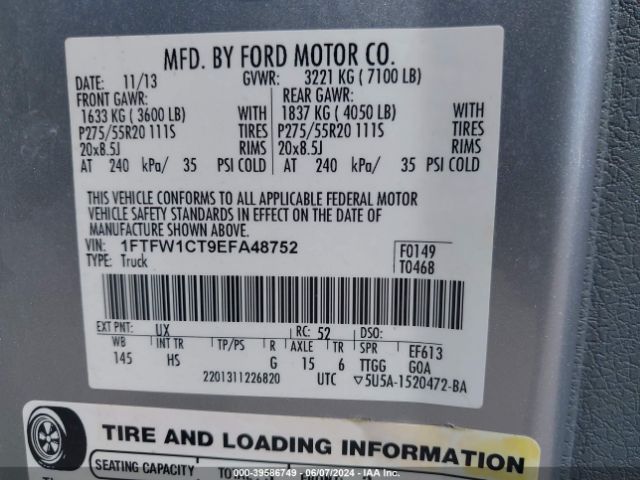 MFD. BY FORD MOTOR CO.
DATE: 11/13 GVWR: 3221 KG ( 7100 LB)
FRONT GAWR: REAR GAWR:
1633 KG ( 3600 LB) WITH 1837 KG ( 4050 LB) WITH
P275/55R20 111S TIRES P275/55R20 111S TIRES
20x8.5J RIMS 20x8.5J RIMS
AT 240 kPa/ 35 PSI COLD AT 240 kPa/ 35 PSI COLD
THIS VEHICLE CONFORMS TO ALL APPLICABLE FEDERAL MOTOR
VEHICLE SAFETY STANDARDS IN EFFECT ON THE DATE OF
MANUFACTURE SHOWN ABOVE.
VIN: 1FTFW1CT9EFA48752 F0149
TYPE: Truck T0468
EXT PNT: UX RC: 52 DSO:
WB INT TR TP/PS R AXLE TR SPR EF613
145 HS G 15 6 TTGG GOA
2201311226820 UTC ▽5U5A-1520472-BA
TIRE AND LOADING INFORMATION
SEATING CAPACITY
000-39586749 - 06/07/2024 - IAA Inc.